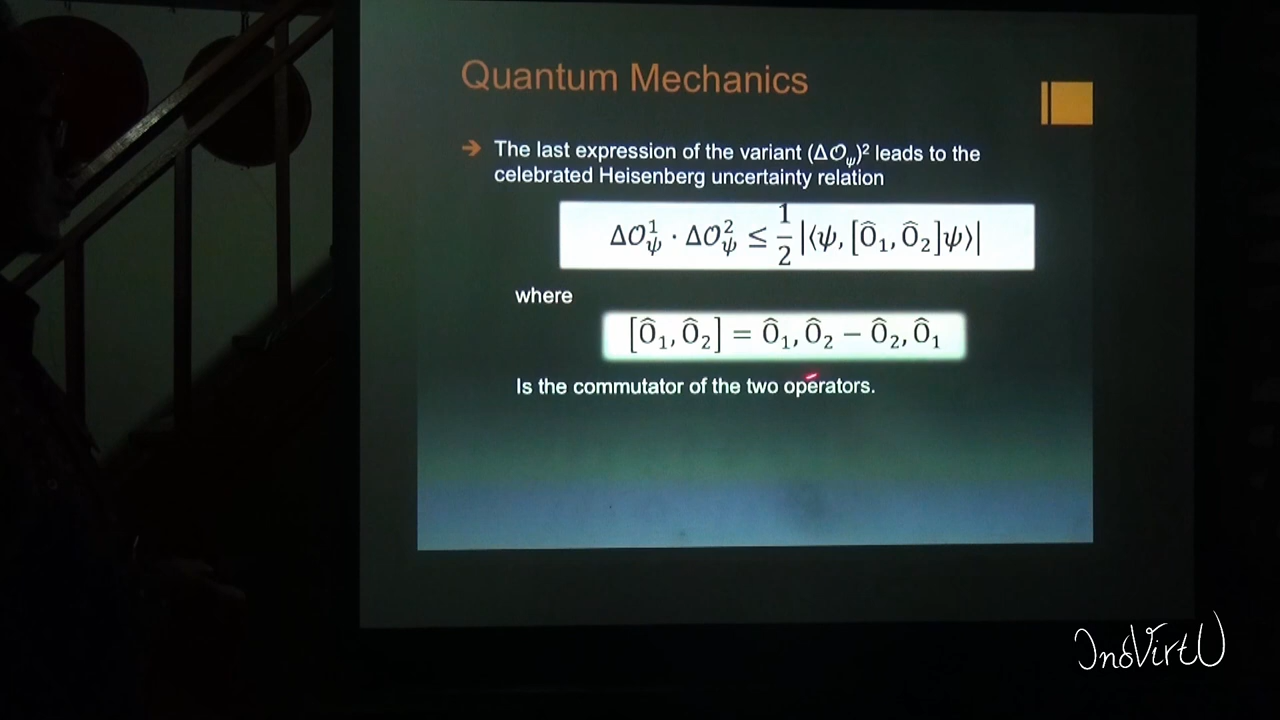 Quantum Mechanics
The last expression of the variant (Δ𝒪ψ)² leads to the
celebrated Heisenberg uncertainty relation
Δ𝒪¹ψ · Δ𝒪²ψ ≤ 1/2 |⟨ψ, [Ô₁, Ô₂]ψ⟩|
where
[Ô₁, Ô₂] = Ô₁, Ô₂ − Ô₂, Ô₁
Is the commutator of the two operators.
InoVirtU